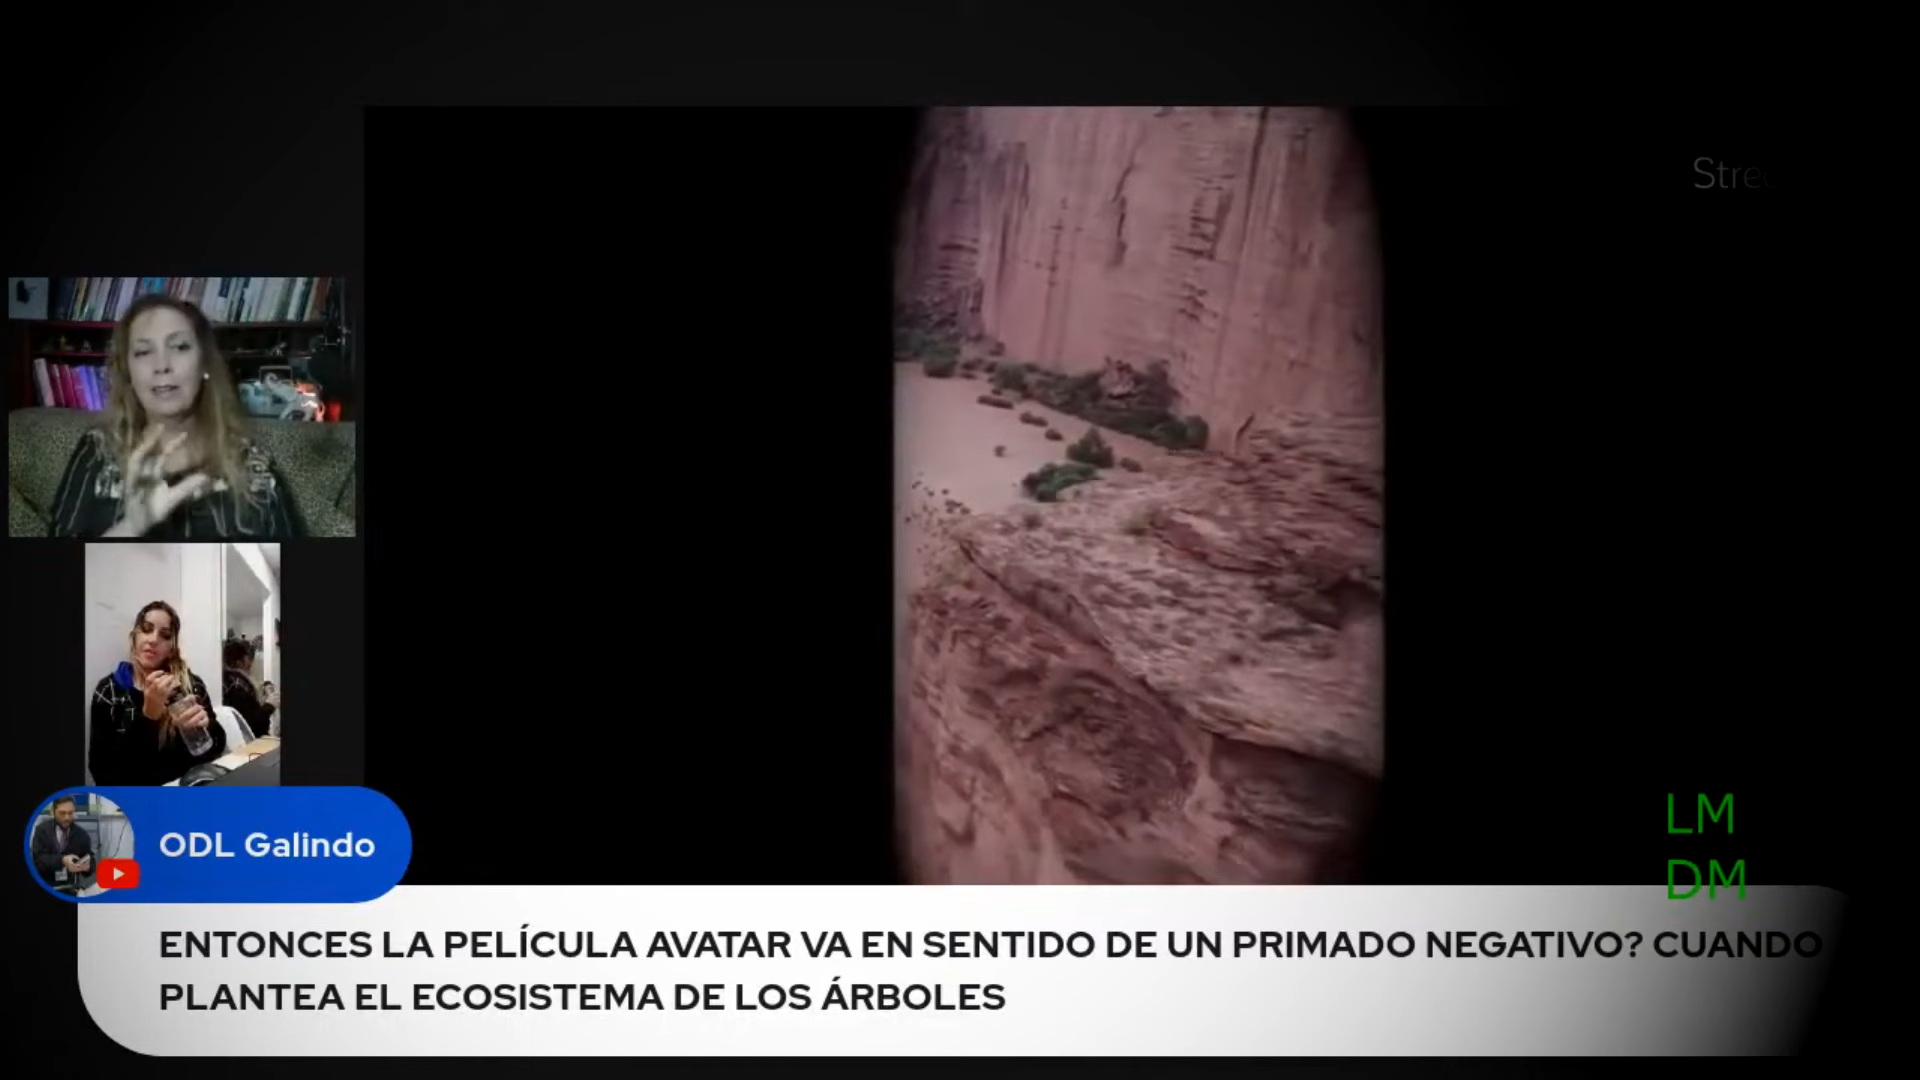 Stre
ODL Galindo
LM
DM
ENTONCES LA PELÍCULA AVATAR VA EN SENTIDO DE UN PRIMADO NEGATIVO? CUANDO
PLANTEA EL ECOSISTEMA DE LOS ÁRBOLES